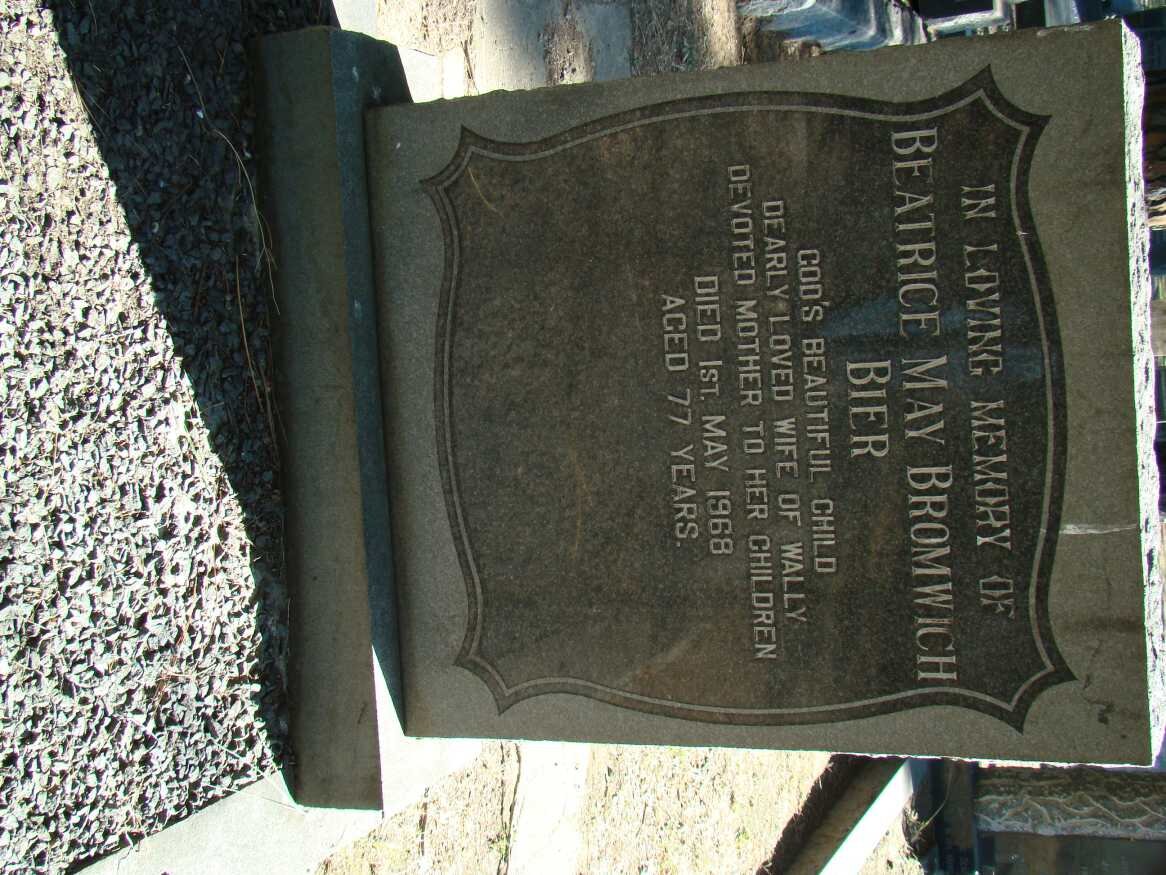 IN LOVING MEMORY OF
BEATRICE MAY BROMWICH
BIER
GOD'S BEAUTIFUL CHILD
DEARLY LOVED WIFE OF WALLY
DEVOTED MOTHER TO HER CHILDREN
DIED 1ST. MAY 1968
AGED 77 YEARS.